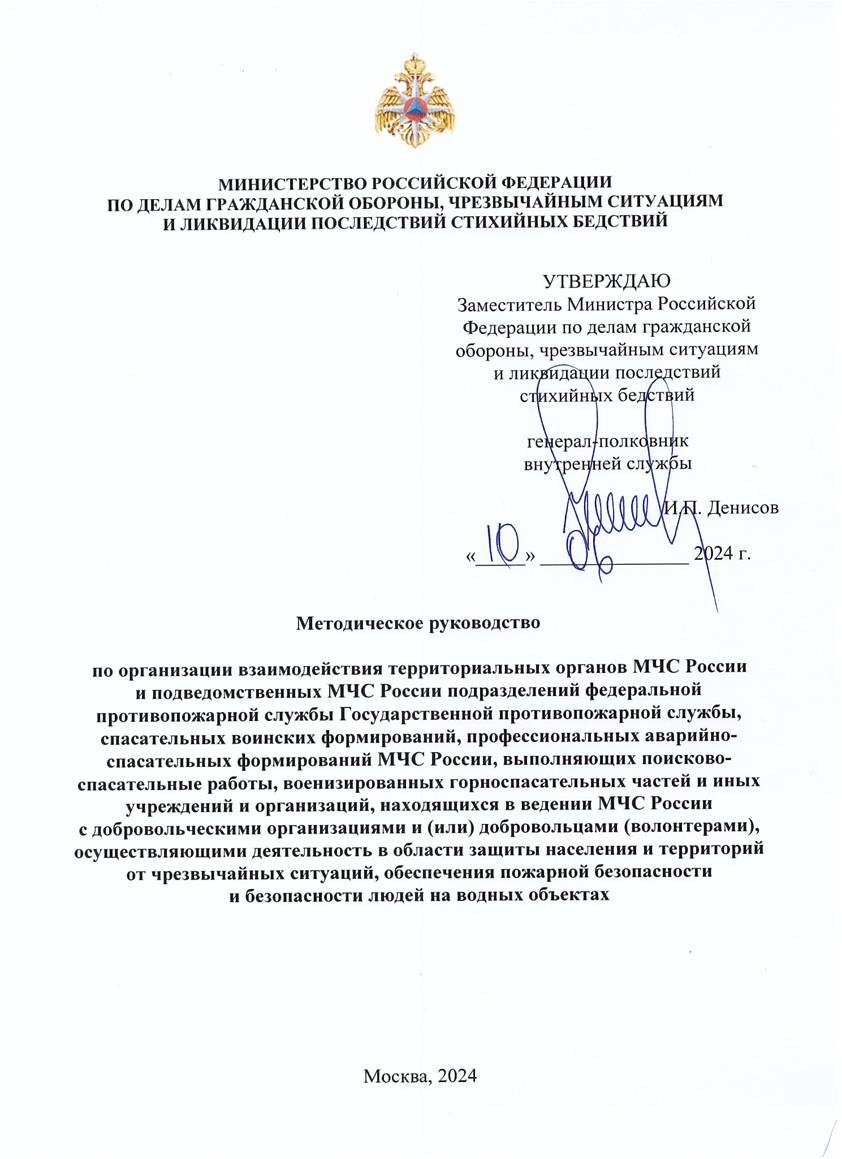 МИНИСТЕРСТВО РОССИЙСКОЙ ФЕДЕРАЦИИ
ПО ДЕЛАМ ГРАЖДАНСКОЙ ОБОРОНЫ, ЧРЕЗВЫЧАЙНЫМ СИТУАЦИЯМ
И ЛИКВИДАЦИИ ПОСЛЕДСТВИЙ СТИХИЙНЫХ БЕДСТВИЙ
УТВЕРЖДАЮ
Заместитель Министра Российской
Федерации по делам гражданской
обороны, чрезвычайным ситуациям
и ликвидации последствий
стихийных бедствий
генерал-полковник
внутренней службы
И.П. Денисов
«10» 2024 г.
Методическое руководство
по организации взаимодействия территориальных органов МЧС России
и подведомственных МЧС России подразделений федеральной
противопожарной службы Государственной противопожарной службы,
спасательных воинских формирований, профессиональных аварийно-
спасательных формирований МЧС России, выполняющих поисково-
спасательные работы, военизированных горноспасательных частей и иных
учреждений и организаций, находящихся в ведении МЧС России
с добровольческими организациями и (или) добровольцами (волонтерами),
осуществляющими деятельность в области защиты населения и территорий
от чрезвычайных ситуаций, обеспечения пожарной безопасности
и безопасности людей на водных объектах
Москва, 2024